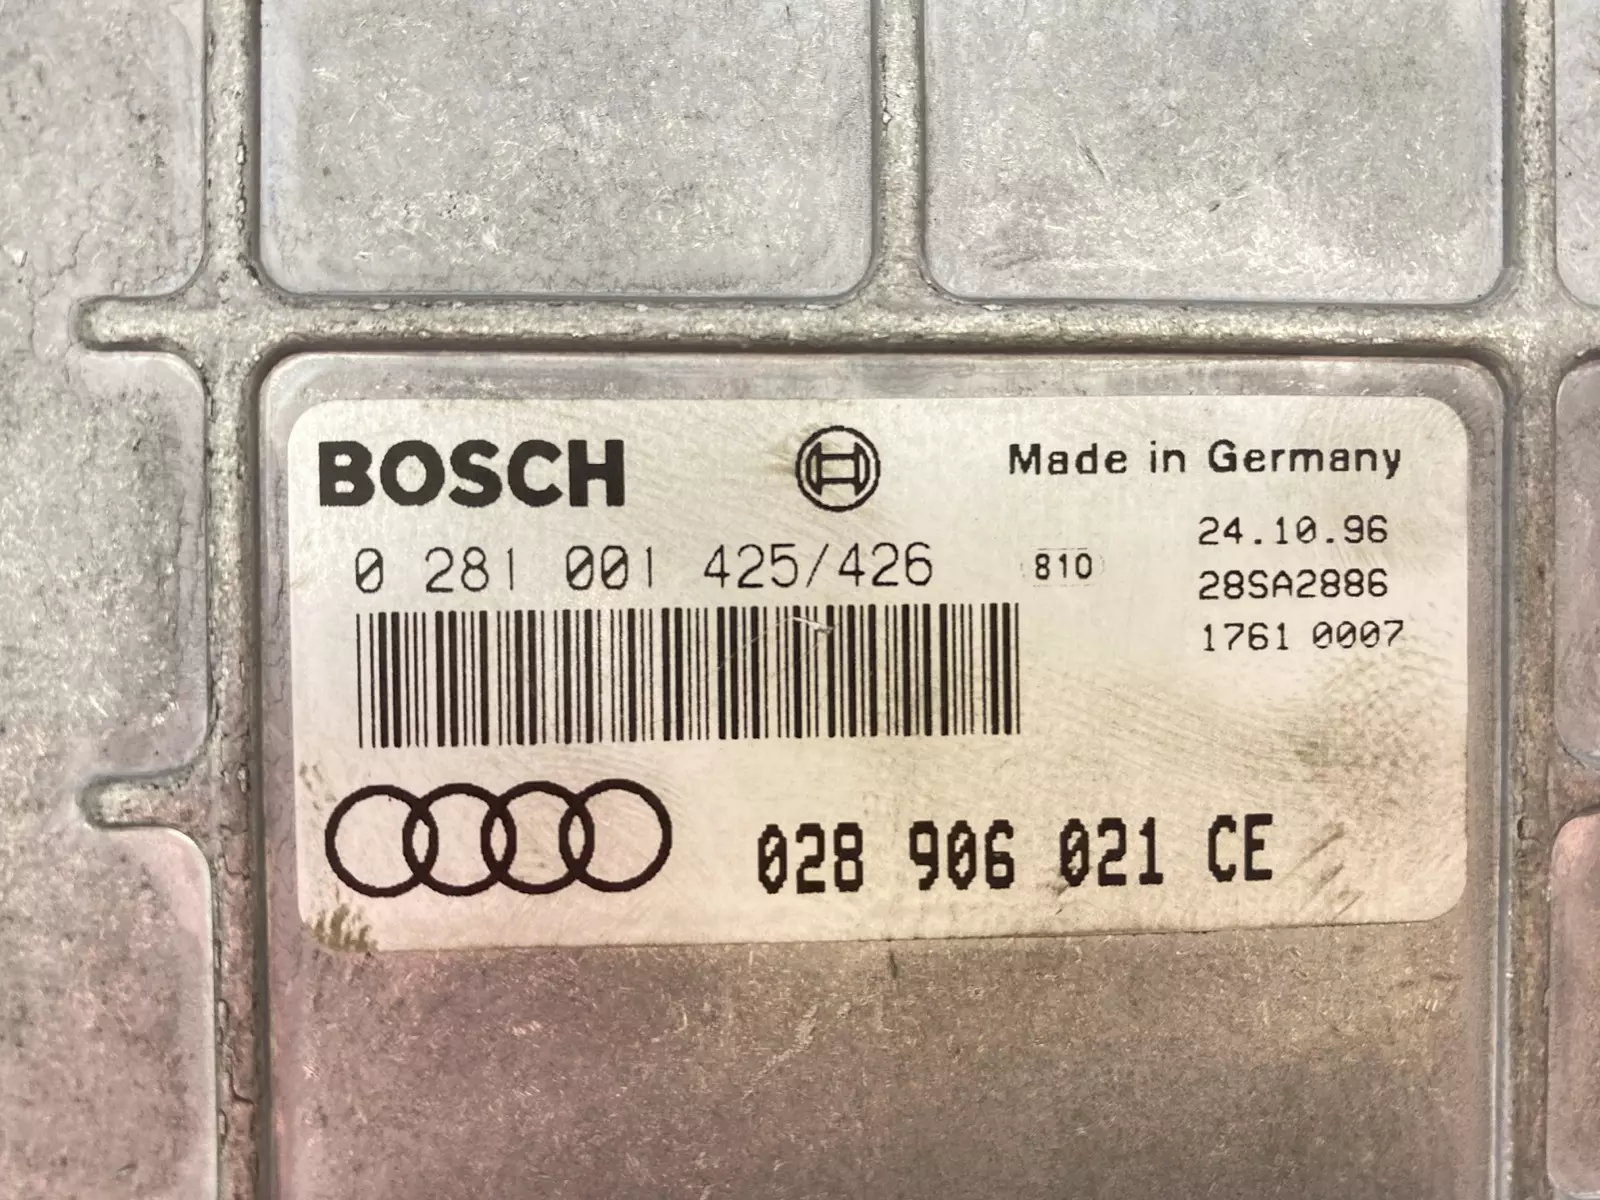 BOSCH
Made in Germany
0 281 001 425/426
810
24.10.96
28SA2886
1761 0007
028 906 021 CE